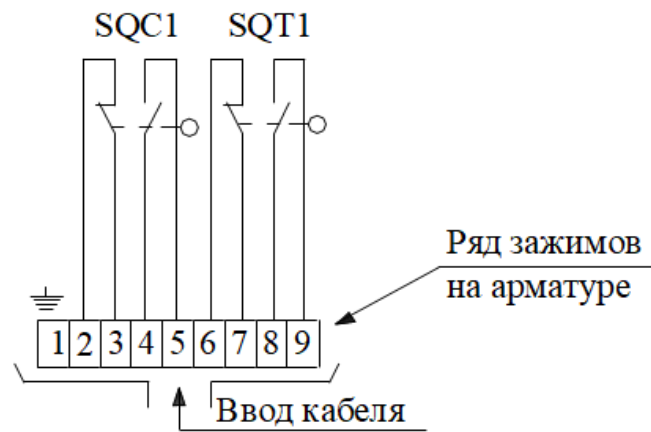 SQC1 SQT1
Ряд зажимов
на арматуре
1 2 3 4 5 6 7 8 9
Ввод кабеля